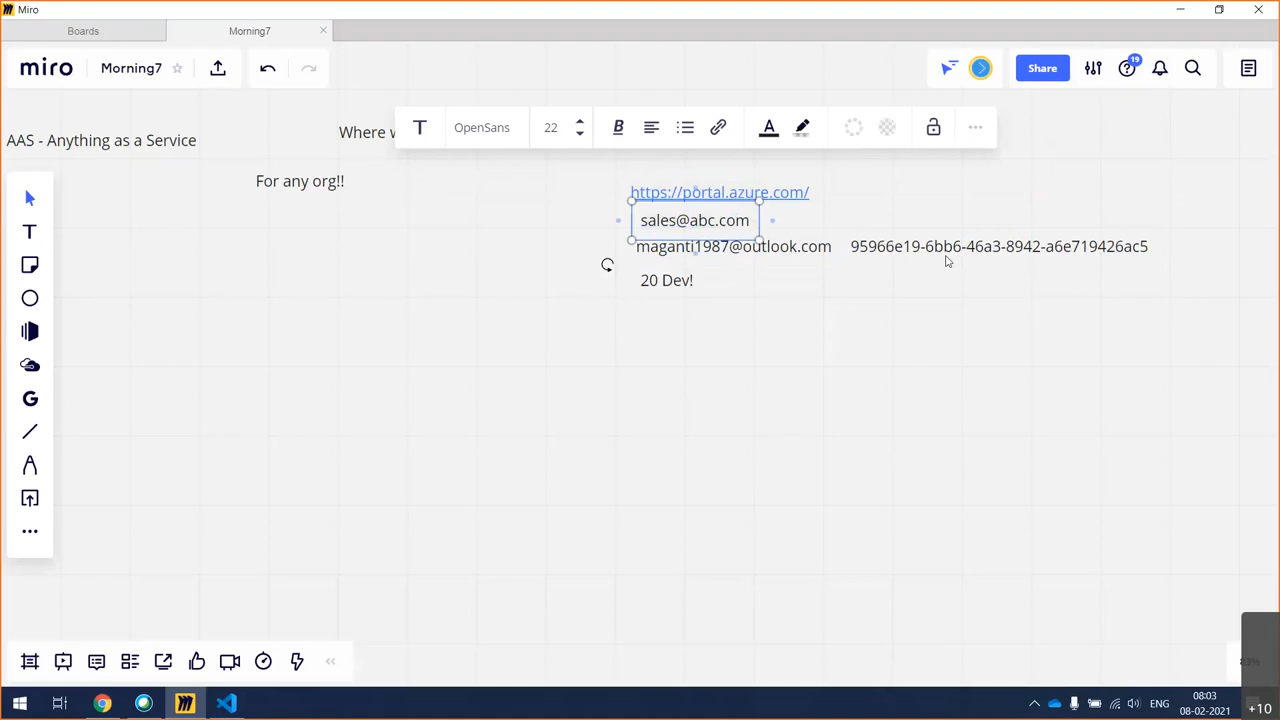 Miro
Boards
Morning7
miro
Morning7
Share
19
OpenSans
22
B
A
AAS - Anything as a Service
Where w
For any org!!
https://portal.azure.com/
sales@abc.com
maganti1987@outlook.com 95966e19-6bb6-46a3-8942-a6e719426ac5
20 Dev!
ENG
08:03
08-02-2021
+10